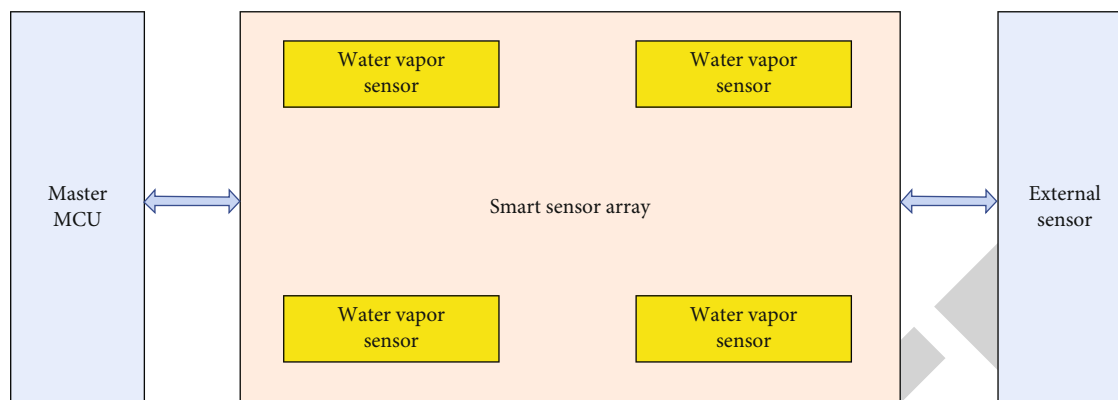 Water vapor
sensor
Water vapor
sensor
Master
MCU
Smart sensor array
External
sensor
Water vapor
sensor
Water vapor
sensor